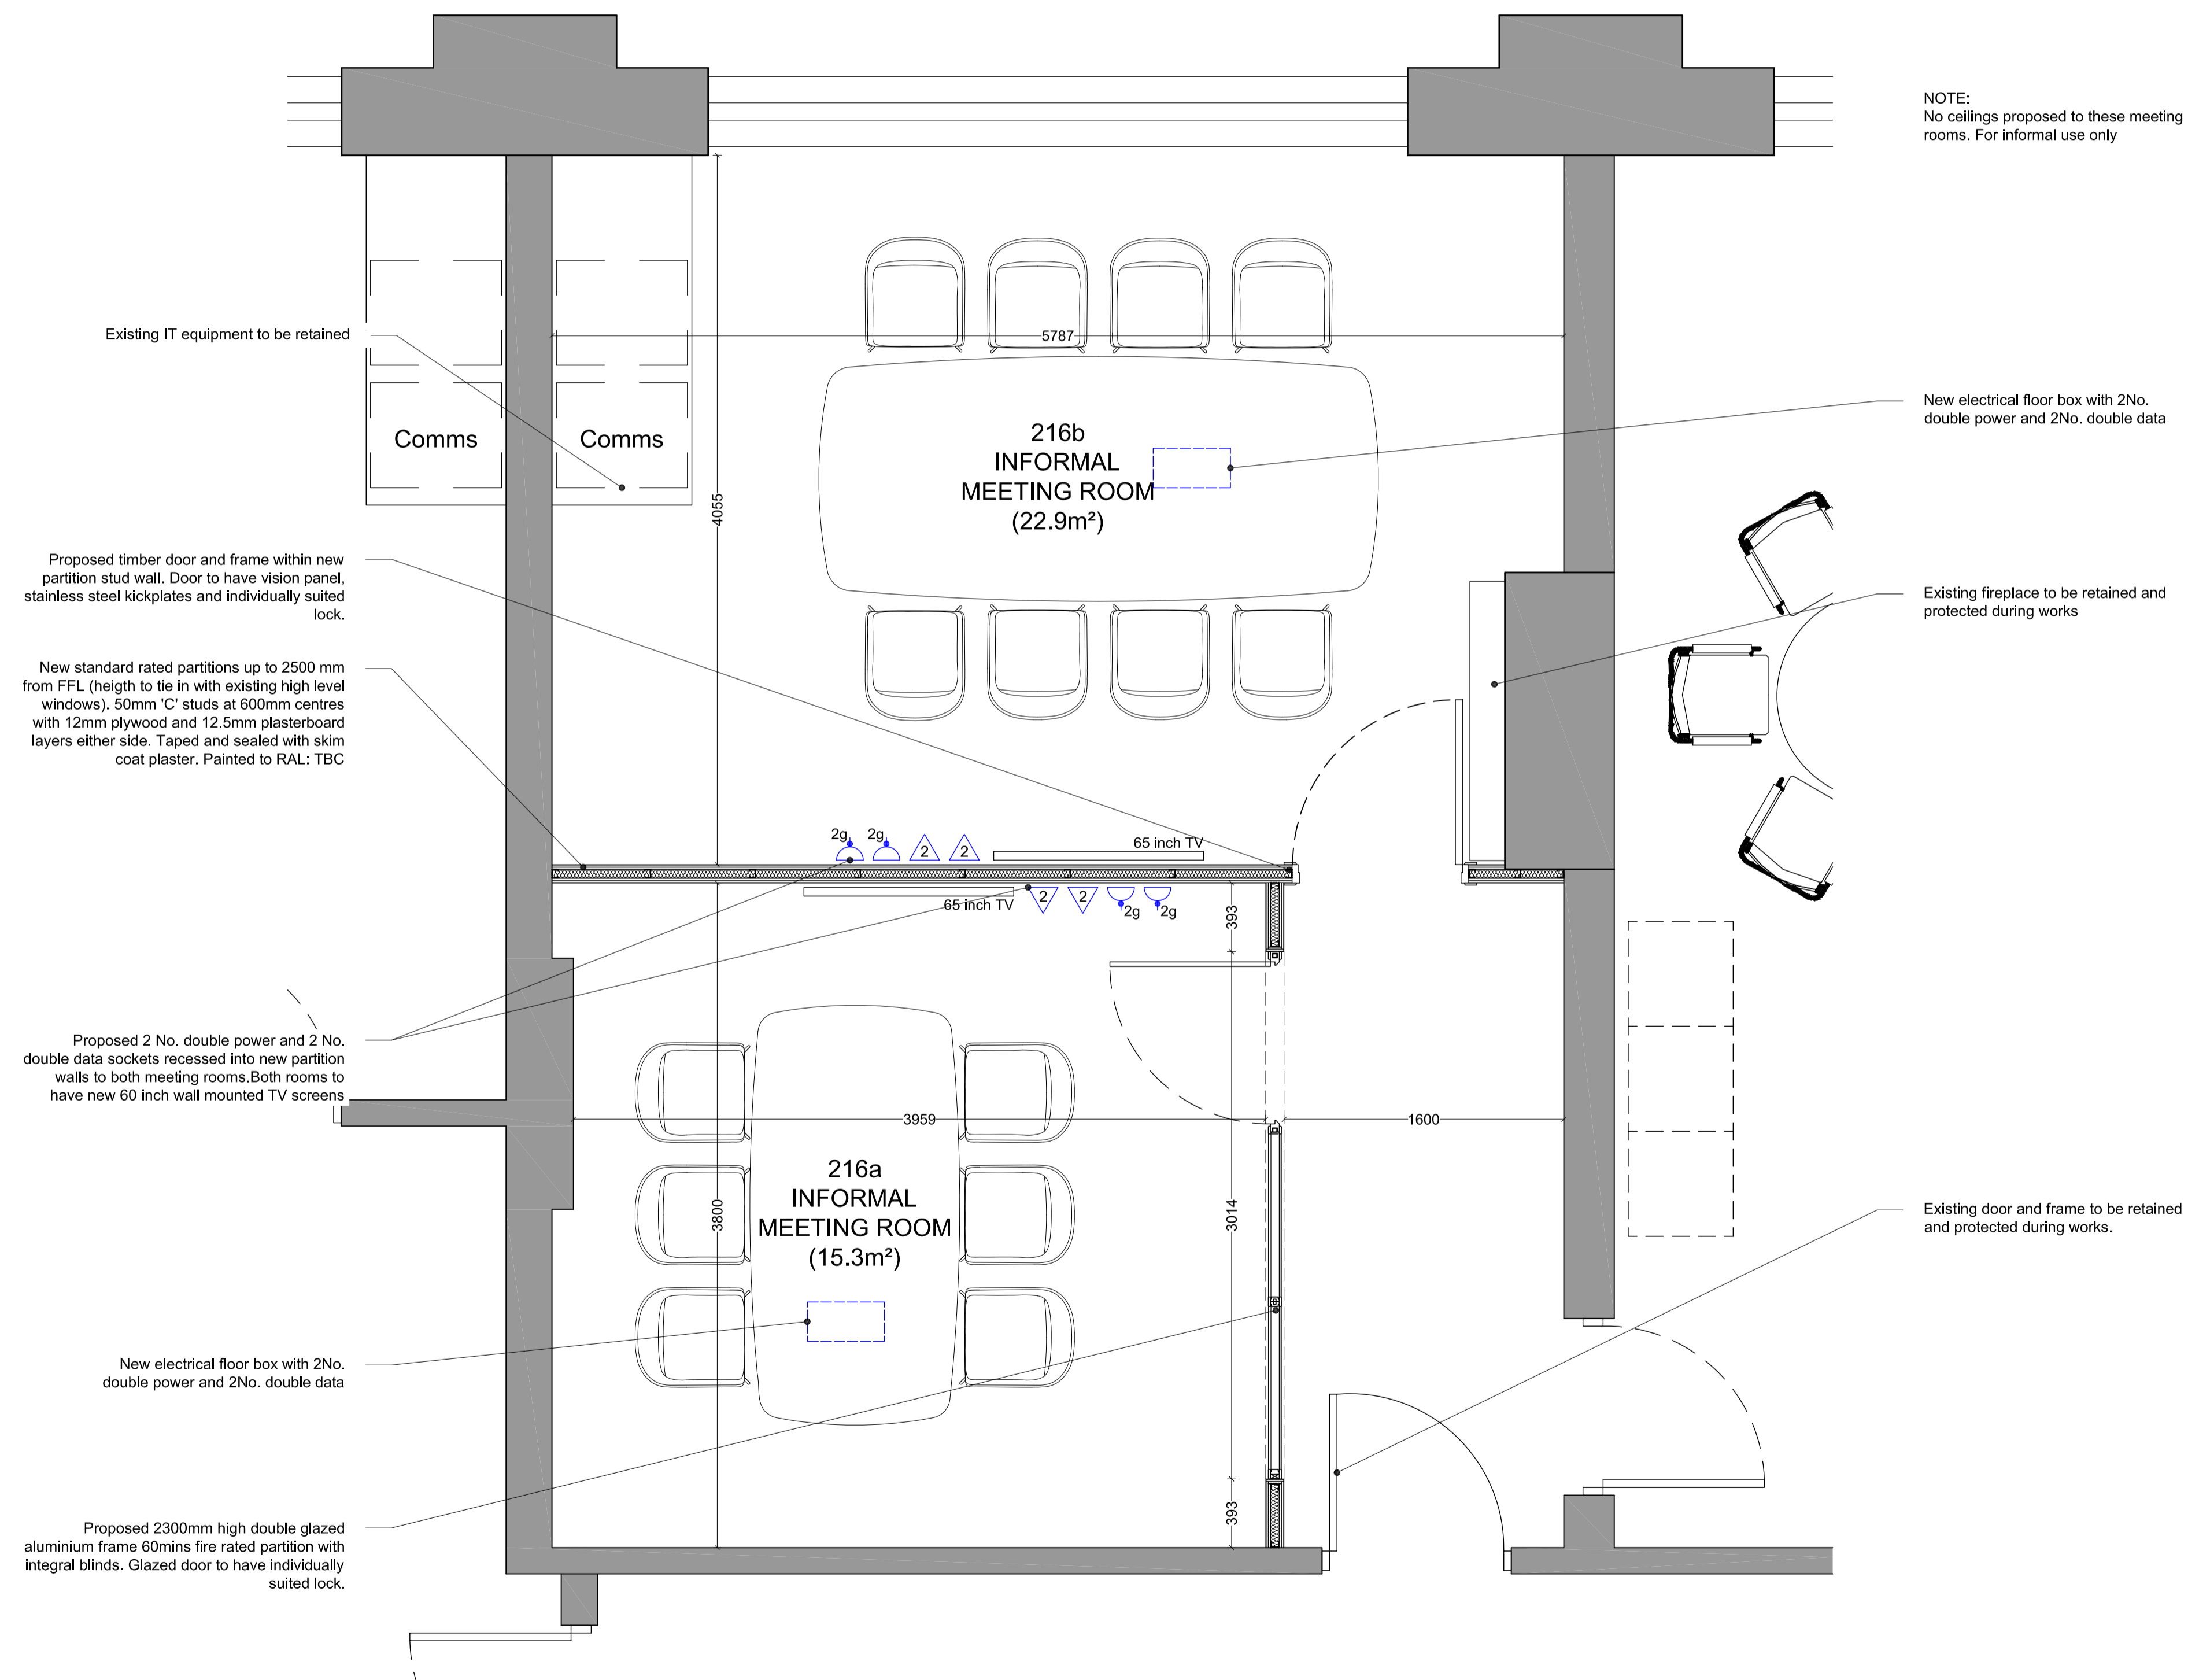 NOTE:
No ceilings proposed to these meeting
rooms. For informal use only
Existing IT equipment to be retained
5787
New electrical floor box with 2No.
double power and 2No. double data
Comms
Comms
216b
INFORMAL
MEETING ROOM
(22.9m²)
4055
Proposed timber door and frame within new
partition stud wall. Door to have vision panel,
stainless steel kickplates and individually suited
lock.
Existing fireplace to be retained and
protected during works
New standard rated partitions up to 2500 mm
from FFL (heigth to tie in with existing high level
windows). 50mm 'C' studs at 600mm centres
with 12mm plywood and 12.5mm plasterboard
layers either side. Taped and sealed with skim
coat plaster. Painted to RAL: TBC
2g
2g
2
2
65 inch TV
65 inch TV
2
2
2g
2g
393
Proposed 2 No. double power and 2 No.
double data sockets recessed into new partition
walls to both meeting rooms.Both rooms to
have new 60 inch wall mounted TV screens
3959
1600
216a
INFORMAL
MEETING ROOM
(15.3m²)
3800
3014
Existing door and frame to be retained
and protected during works.
New electrical floor box with 2No.
double power and 2No. double data
393
Proposed 2300mm high double glazed
aluminium frame 60mins fire rated partition with
integral blinds. Glazed door to have individually
suited lock.